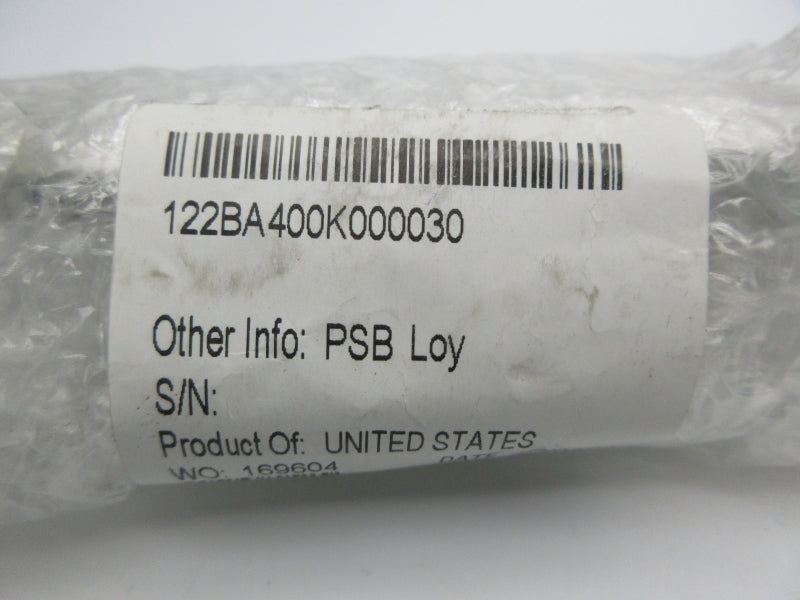 122BA400K000030
Other Info: PSB Loy
S/N:
Product Of: UNITED STATES
WO: 169604